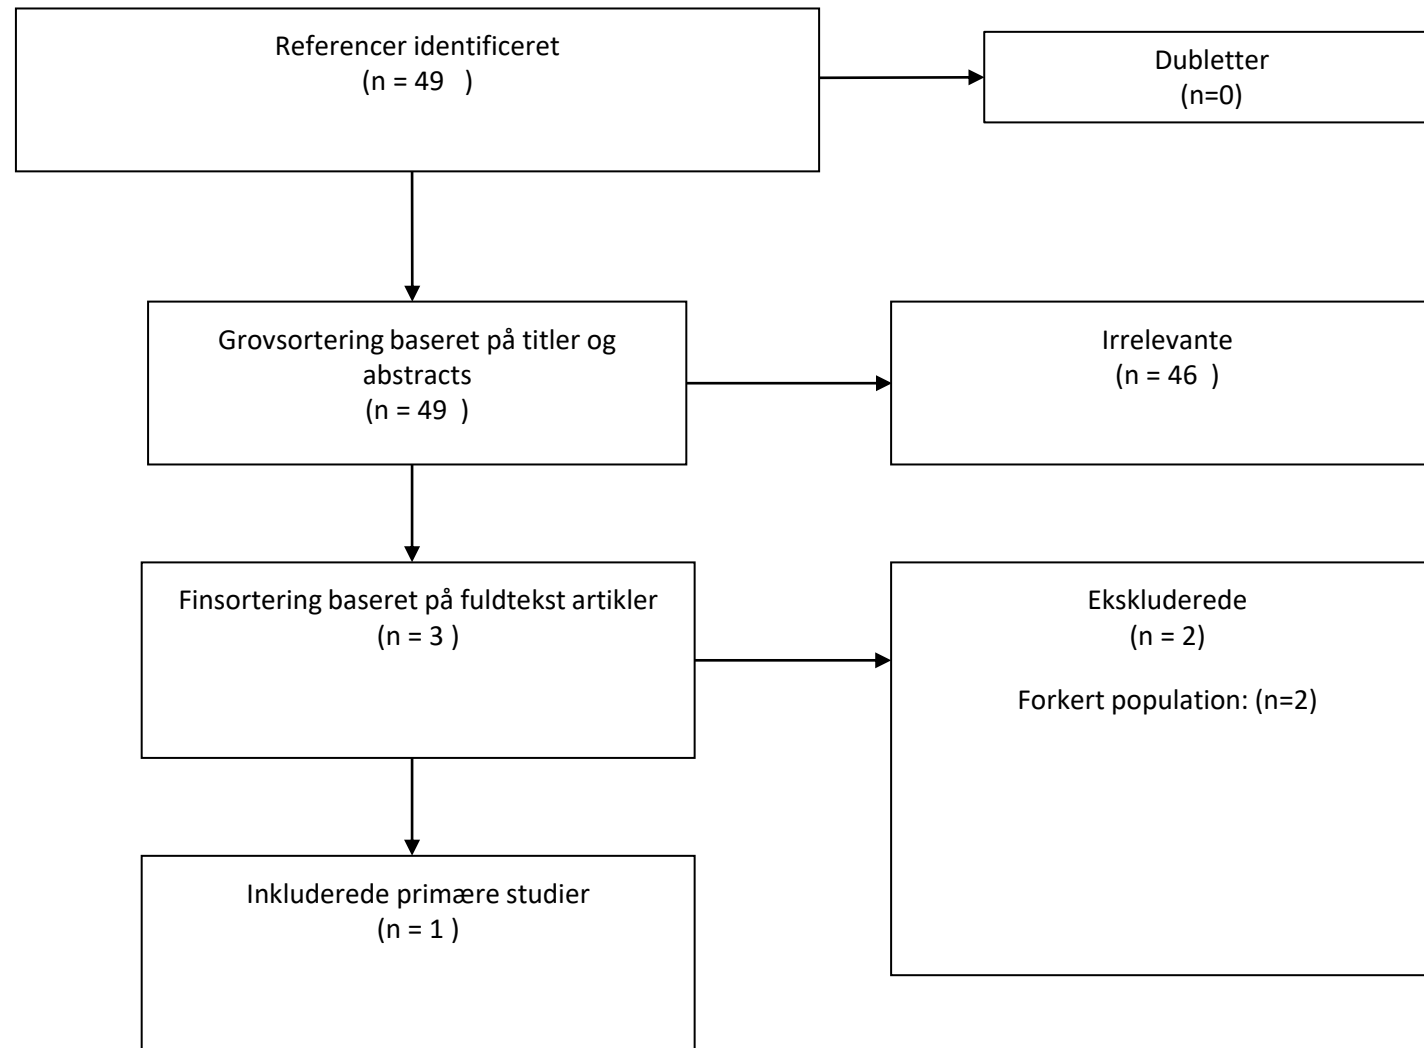 Referencer identificeret
(n = 49   )
Dubletter
(n=0)
Grovsortering baseret på titler og
abstracts
(n = 49  )
Irrelevante
(n = 46  )
Finsortering baseret på fuldtekst artikler
(n = 3 )
Ekskluderede
(n = 2)
Forkert population: (n=2)
Inkluderede primære studier
(n = 1 )